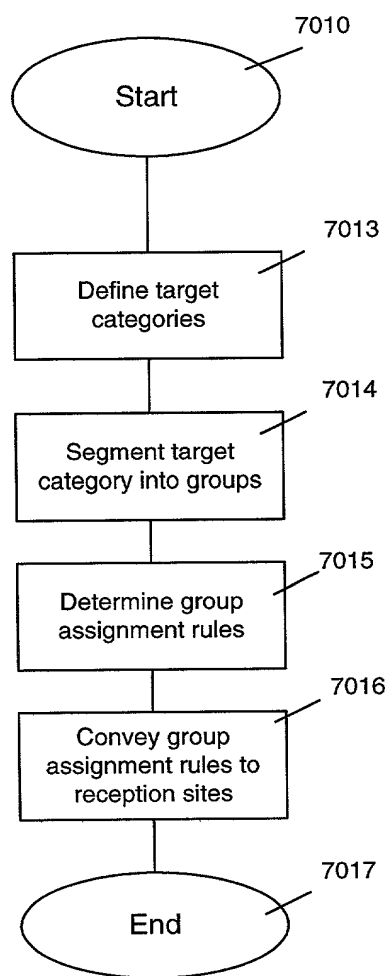 7010
Start
7013
Define target
categories
7014
Segment target
category into groups
7015
Determine group
assignment rules
7016
Convey group
assignment rules to
reception sites
7017
End